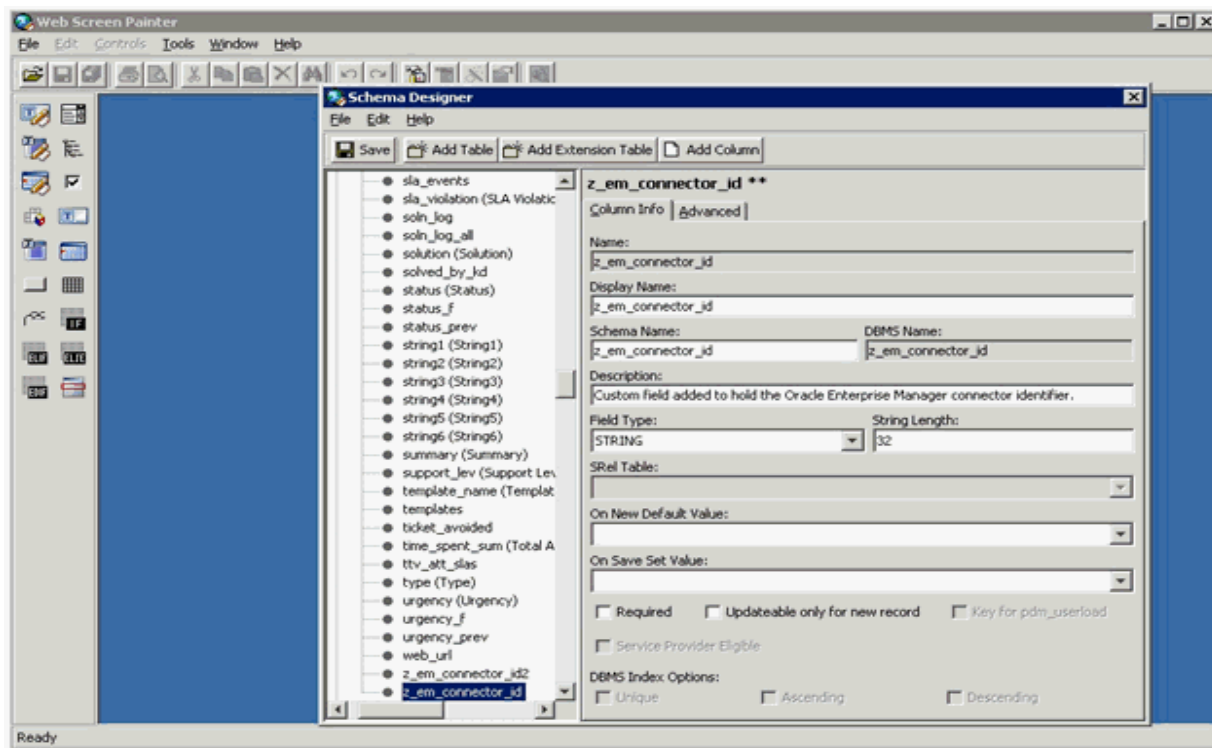 Web Screen Painter
File Edit Controls Tools Window Help
Schema Designer
File Edit Help
Save Add Table Add Extension Table Add Column
sla_events
sla_violation (SLA Violatic
soln_log
soln_log_all
solution (Solution)
solved_by_kd
status (Status)
status_f
status_prev
string1 (String1)
string2 (String2)
string3 (String3)
string4 (String4)
string5 (String5)
string6 (String6)
summary (Summary)
support_lev (Support Lev
template_name (Templat
templates
ticket_avoided
time_spent_sum (Total A
ttv_att_slas
type (Type)
urgency (Urgency)
urgency_f
urgency_prev
web_url
z_em_connector_id2
z_em_connector_id
z_em_connector_id **
Column Info Advanced
Name:
z_em_connector_id
Display Name:
z_em_connector_id
Schema Name: DBMS Name:
z_em_connector_id z_em_connector_id
Description:
Custom field added to hold the Oracle Enterprise Manager connector identifier.
Field Type: String Length:
STRING 32
SRel Table:
On New Default Value:
On Save Set Value:
Required Updateable only for new record Key for pdm_userload
Service Provider Eligible
DBMS Index Options:
Unique Ascending Descending
IF
ELIF ELSE
EDIF
Ready